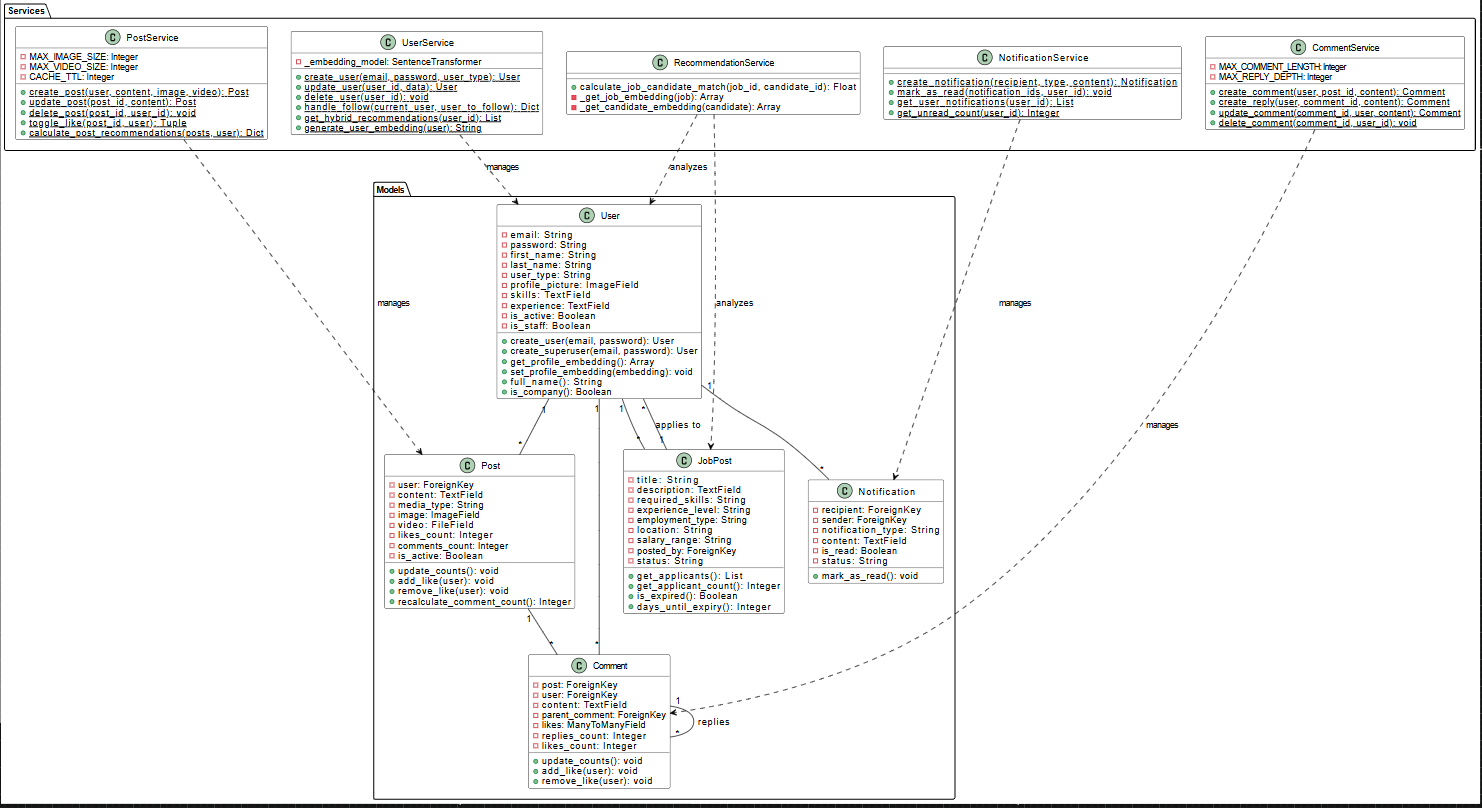 Services
C PostService
MAX_IMAGE_SIZE: Integer
MAX_VIDEO_SIZE: Integer
CACHE_TTL: Integer
create_post(user, content, image, video): Post
update_post(post_id, content): Post
delete_post(post_id, user_id): void
toggle_like(post_id, user): Tuple
calculate_post_recommendations(posts, user): Dict
C UserService
_embedding_model: SentenceTransformer
create_user(email, password, user_type): User
update_user(user_id, data): User
delete_user(user_id): void
handle_follow(current_user, user_to_follow): Dict
get_hybrid_recommendations(user_id): List
generate_user_embedding(user): String
C RecommendationService
calculate_job_candidate_match(job_id, candidate_id): Float
_get_job_embedding(job): Array
_get_candidate_embedding(candidate): Array
C NotificationService
create_notification(recipient, type, content): Notification
mark_as_read(notification_ids, user_id): void
get_user_notifications(user_id): List
get_unread_count(user_id): Integer
C CommentService
MAX_COMMENT_LENGTH: Integer
MAX_REPLY_DEPTH: Integer
create_comment(user, post_id, content): Comment
create_reply(user, comment_id, content): Comment
update_comment(comment_id, user, content): Comment
delete_comment(comment_id, user_id): void
manages
analyzes
Models
C User
email: String
password: String
first_name: String
last_name: String
user_type: String
profile_picture: ImageField
skills: TextField
experience: TextField
is_active: Boolean
is_staff: Boolean
create_user(email, password): User
create_superuser(email, password): User
get_profile_embedding(): Array
set_profile_embedding(embedding): void
full_name(): String
is_company(): Boolean
manages
analyzes
manages
manages
1
1
1
1
*
applies to
*
*
1
*
C Post
user: ForeignKey
content: TextField
media_type: String
image: ImageField
video: FileField
likes_count: Integer
comments_count: Integer
is_active: Boolean
update_counts(): void
add_like(user): void
remove_like(user): void
recalculate_comment_count(): Integer
C JobPost
title: String
description: TextField
required_skills: String
experience_level: String
employment_type: String
location: String
salary_range: String
posted_by: ForeignKey
status: String
get_applicants(): List
get_applicant_count(): Integer
is_expired(): Boolean
days_until_expiry(): Integer
C Notification
recipient: ForeignKey
sender: ForeignKey
notification_type: String
content: TextField
is_read: Boolean
status: String
mark_as_read(): void
1
*
*
C Comment
post: ForeignKey
user: ForeignKey
content: TextField
parent_comment: ForeignKey
likes: ManyToManyField
replies_count: Integer
likes_count: Integer
update_counts(): void
add_like(user): void
remove_like(user): void
1
replies
*